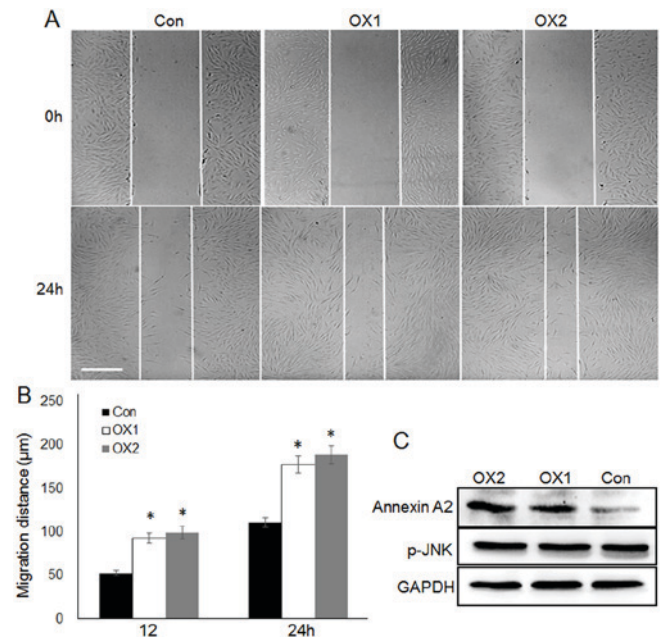 A
Con OX1 OX2
0h
24h
B
250
200
150
100
50
0
Migration distance (µm)
Con
OX1
OX2
* *
* *
12 24h
C
OX2 OX1 Con
Annexin A2
p-JNK
GAPDH